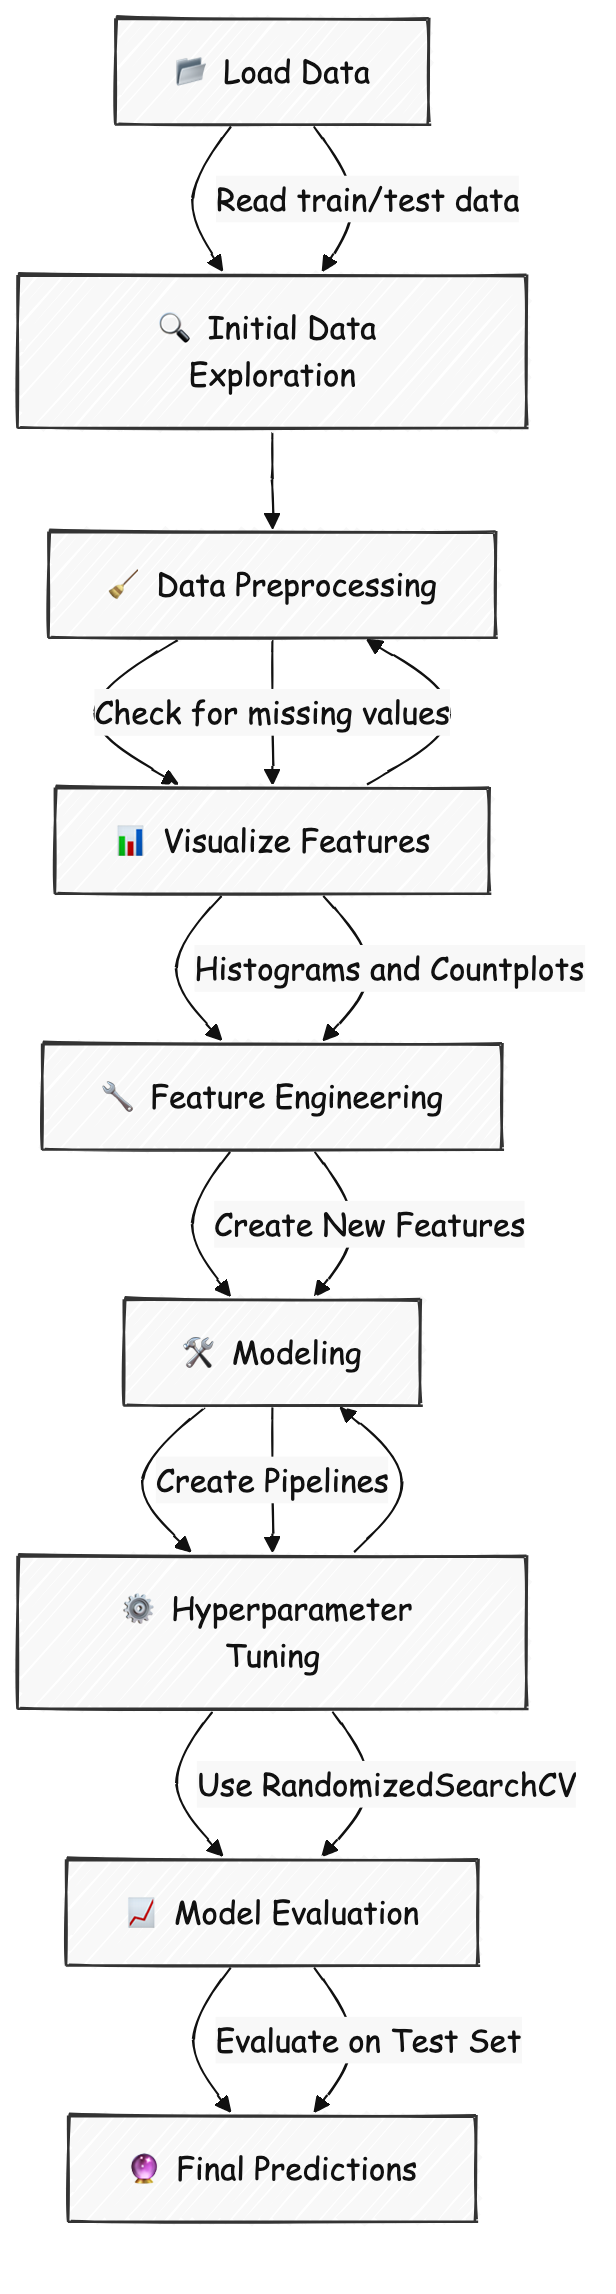 Load Data
Read train/test data
Initial Data
Exploration
Data Preprocessing
Check for missing values
Visualize Features
Histograms and Countplots
Feature Engineering
Create New Features
Modeling
Create Pipelines
Hyperparameter
Tuning
Use RandomizedSearchCV
Model Evaluation
Evaluate on Test Set
Final Predictions